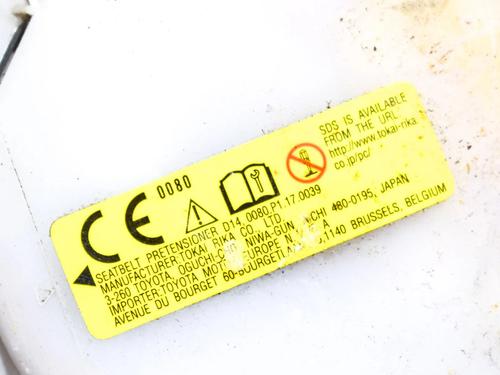 CE 0080
SDS IS AVAILABLE
FROM THE URL
http://www.tokai-rika.
co.jp/pc/
SEATBELT PRETENSIONER 014.0080.P1.17.0039
MANUFACTURER TOKAI RIKA CO. LTD
3-260 TOYOTA, OGUCHI-CHO NIWA-GUN, AICHI 480-0195, JAPAN
IMPORTER:TOYOTA MOTOR EUROPE N.V./S.A.
AVENUE DU BOURGET 60-BOURGETLAAN 1140 BRUSSELS, BELGIUM